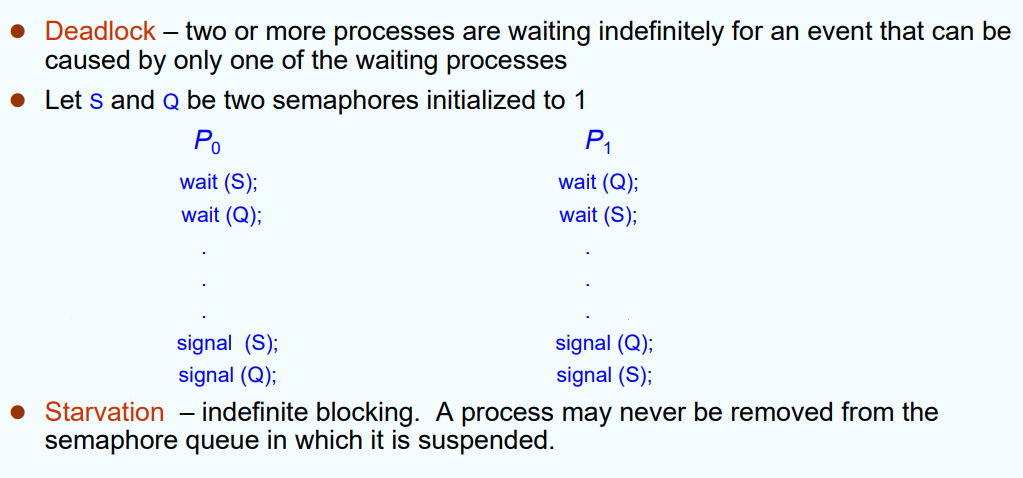 Deadlock – two or more processes are waiting indefinitely for an event that can be
caused by only one of the waiting processes
Let S and Q be two semaphores initialized to 1
P0 P1
wait (S); wait (Q);
wait (Q); wait (S);
. .
. .
. .
signal (S); signal (Q);
signal (Q); signal (S);
Starvation – indefinite blocking. A process may never be removed from the
semaphore queue in which it is suspended.